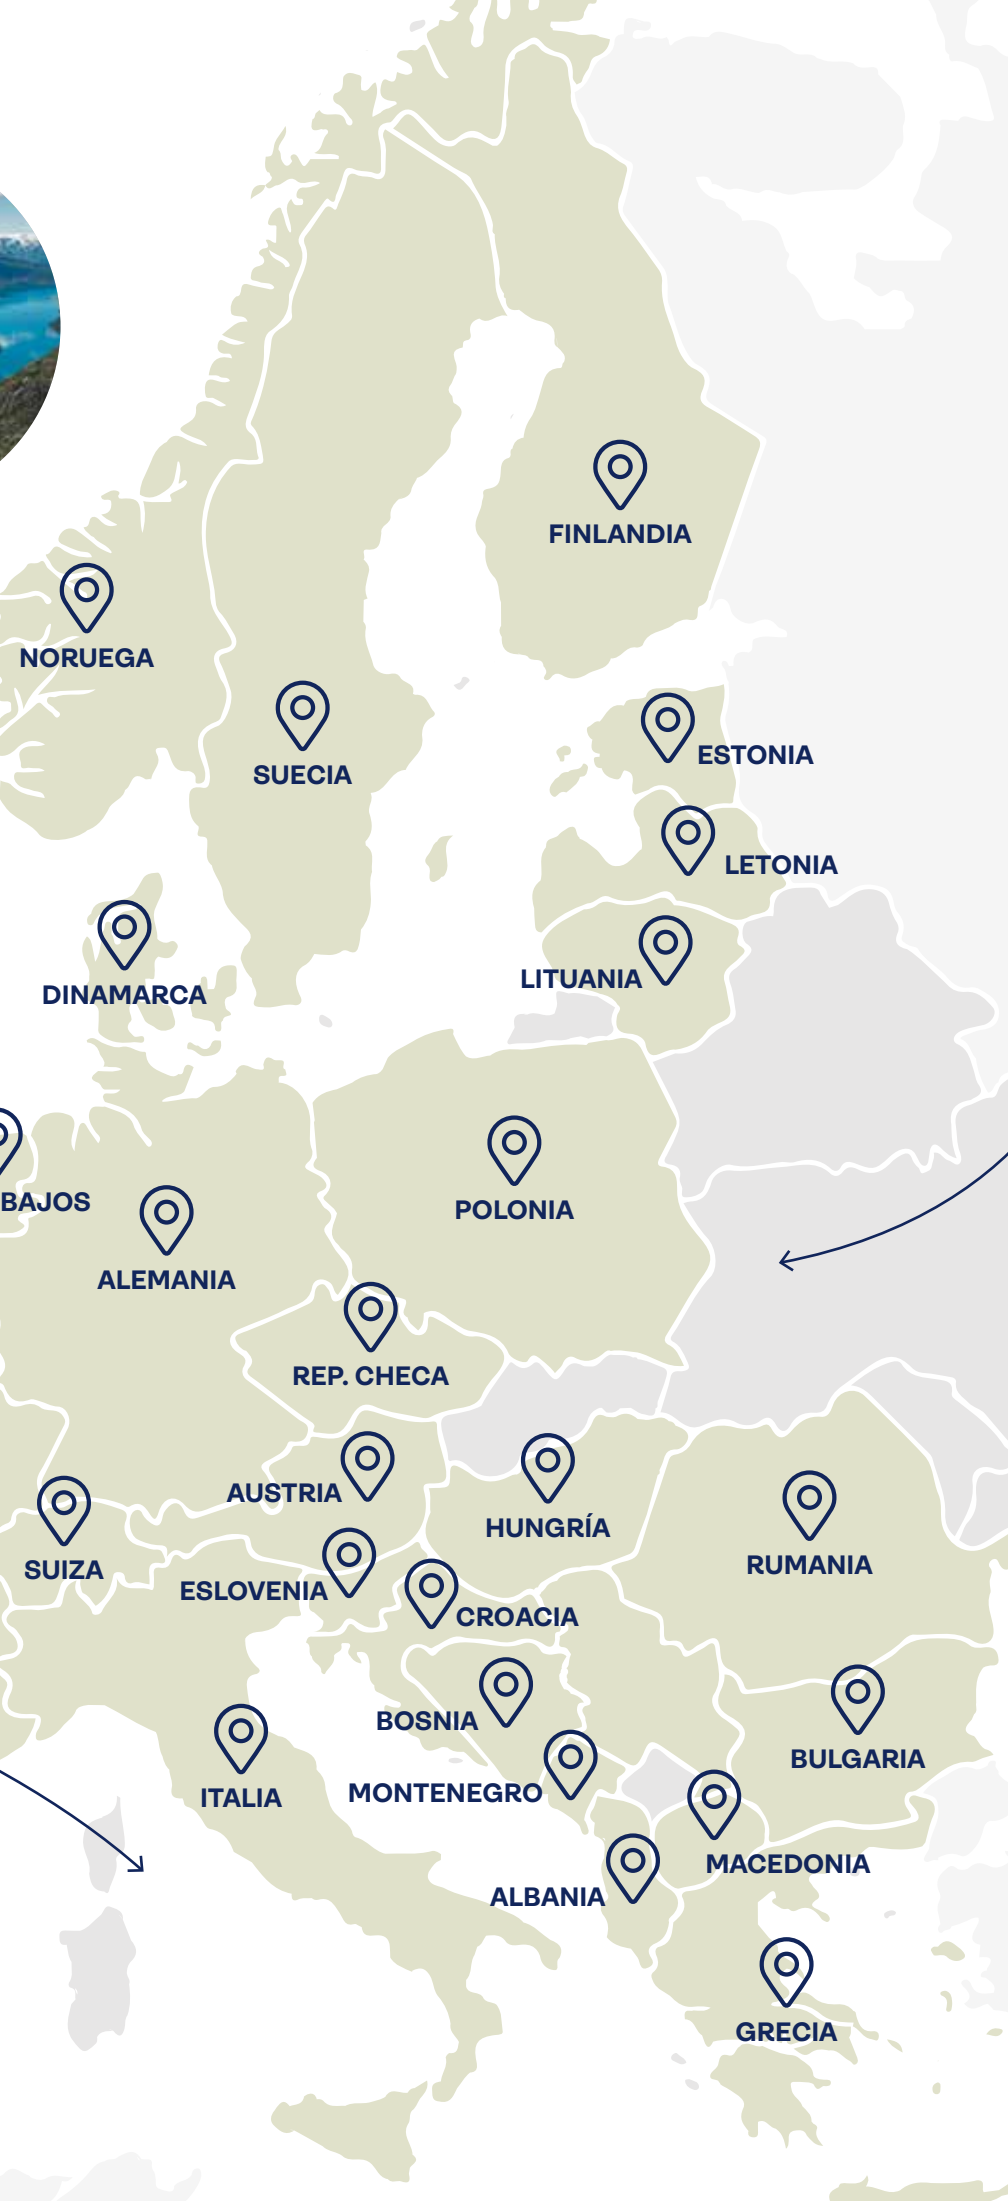 FINLANDIA
NORUEGA
SUECIA
ESTONIA
LETONIA
LITUANIA
DINAMARCA
BAJOS
POLONIA
ALEMANIA
REP. CHECA
AUSTRIA
HUNGRÍA
SUIZA
RUMANIA
ESLOVENIA
CROACIA
BOSNIA
BULGARIA
MONTENEGRO
ITALIA
MACEDONIA
ALBANIA
GRECIA